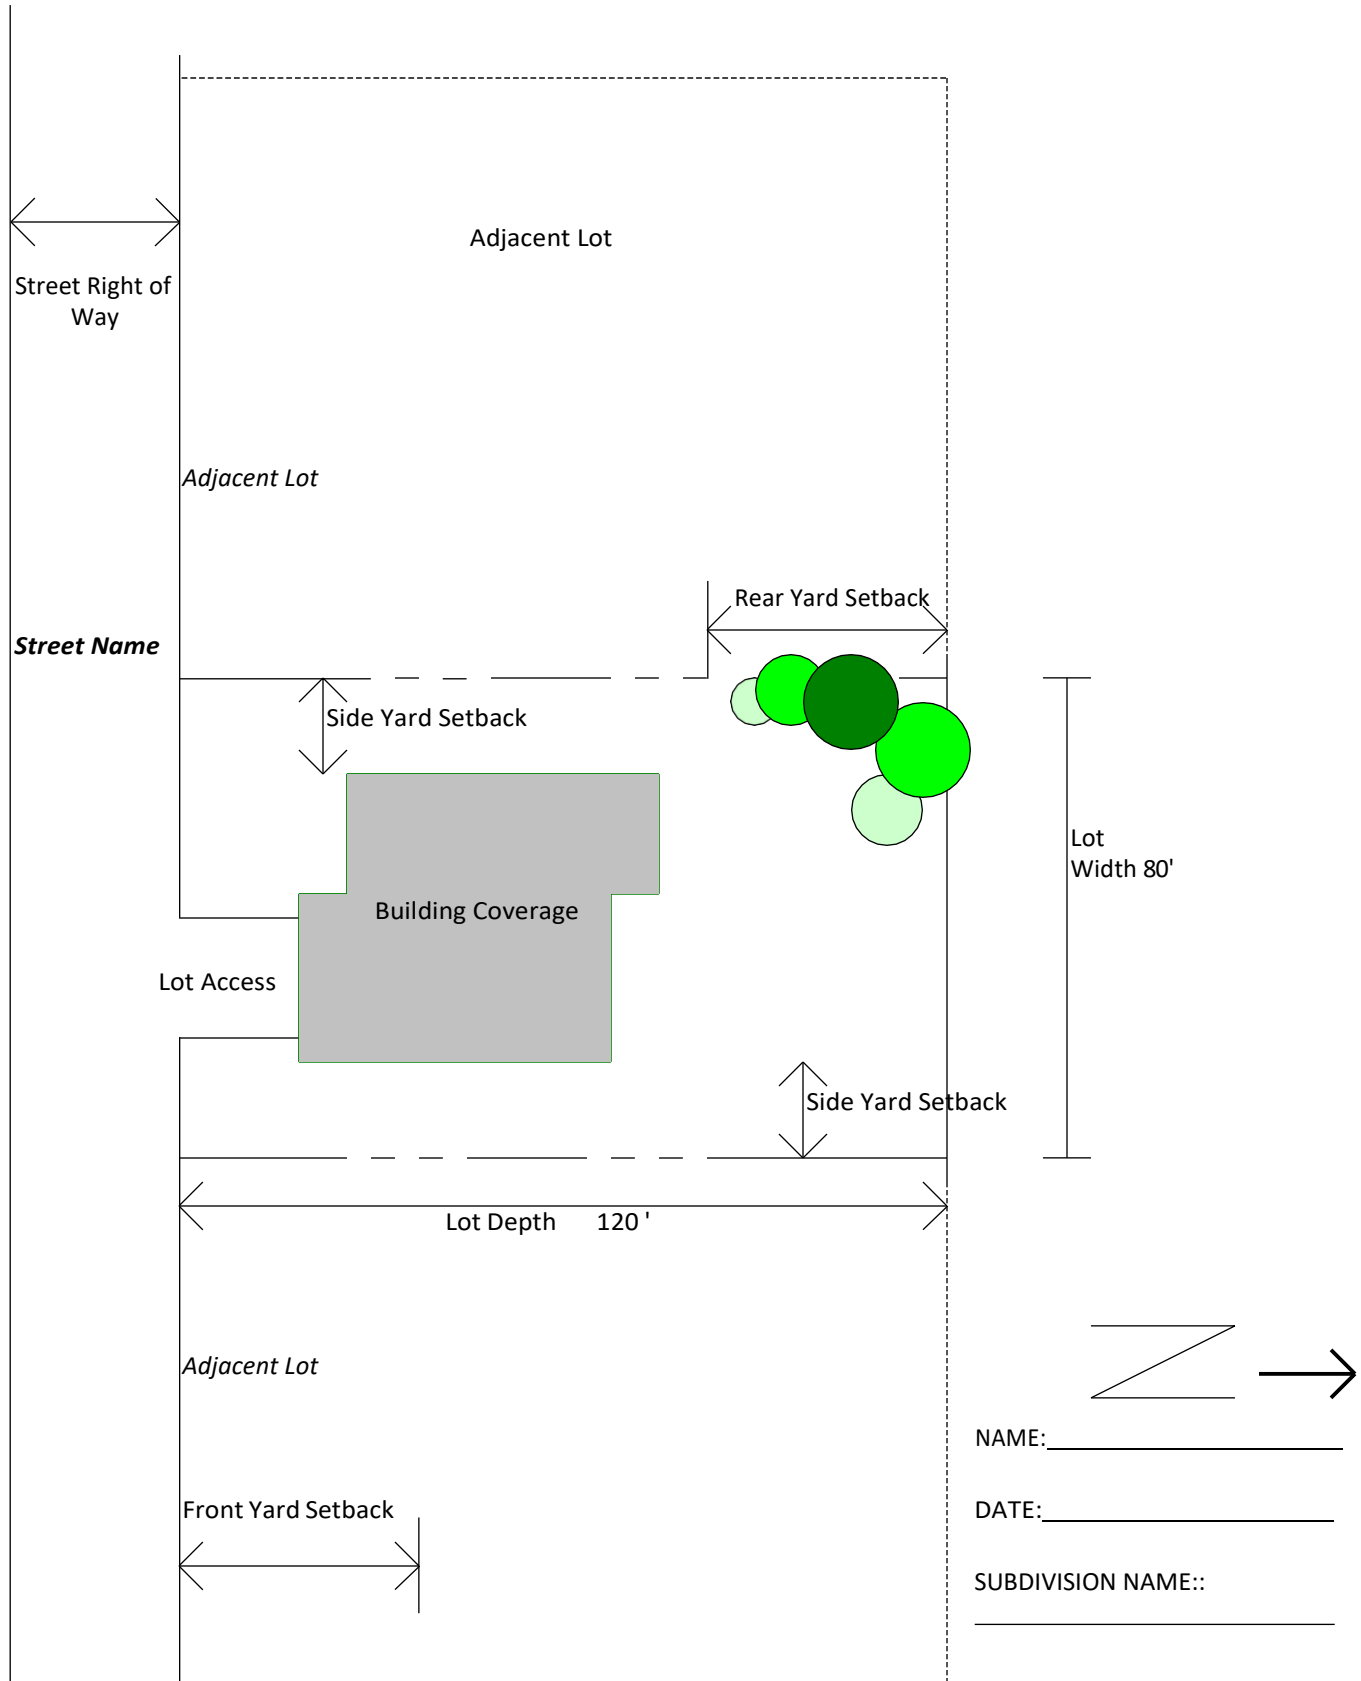 Adjacent Lot
Street Right of
Way
Adjacent Lot
Rear Yard Setback
Street Name
Side Yard Setback
Lot
Width 80'
Building Coverage
Lot Access
Side Yard Setback
Lot Depth 120 '
Adjacent Lot
NAME:
Front Yard Setback
DATE:
SUBDIVISION NAME::